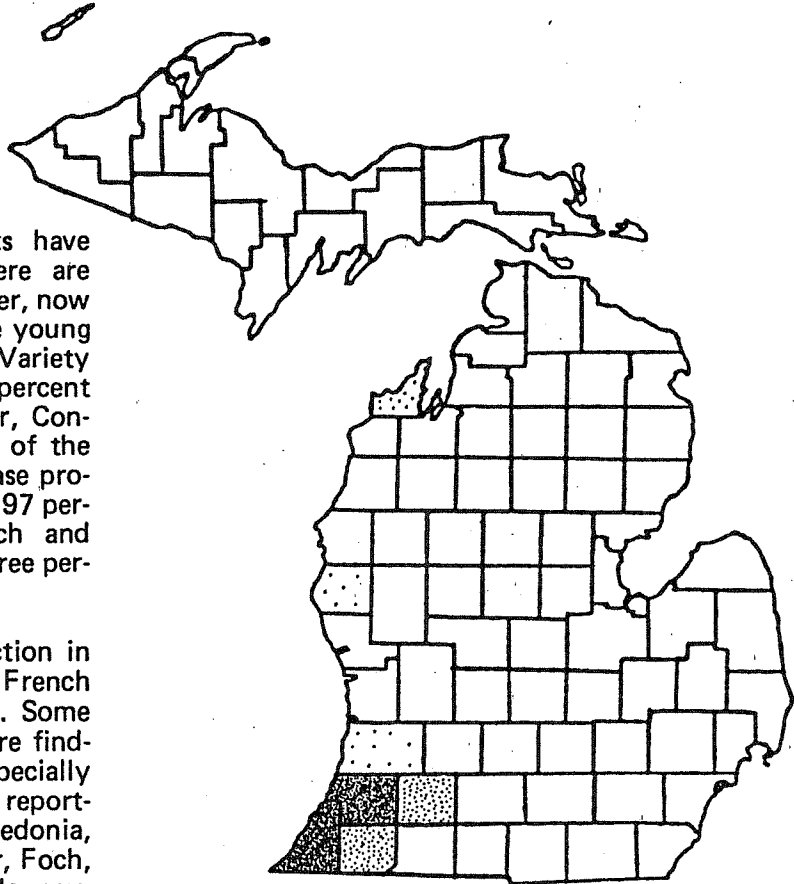 ts have
ere are
er, now
e young
Variety
percent
r, Con-
of the
ase pro-
97 per-
ch and
ree per-
ction in
French
. Some
re find-
pecially
report-
edonia,
r, Foch,